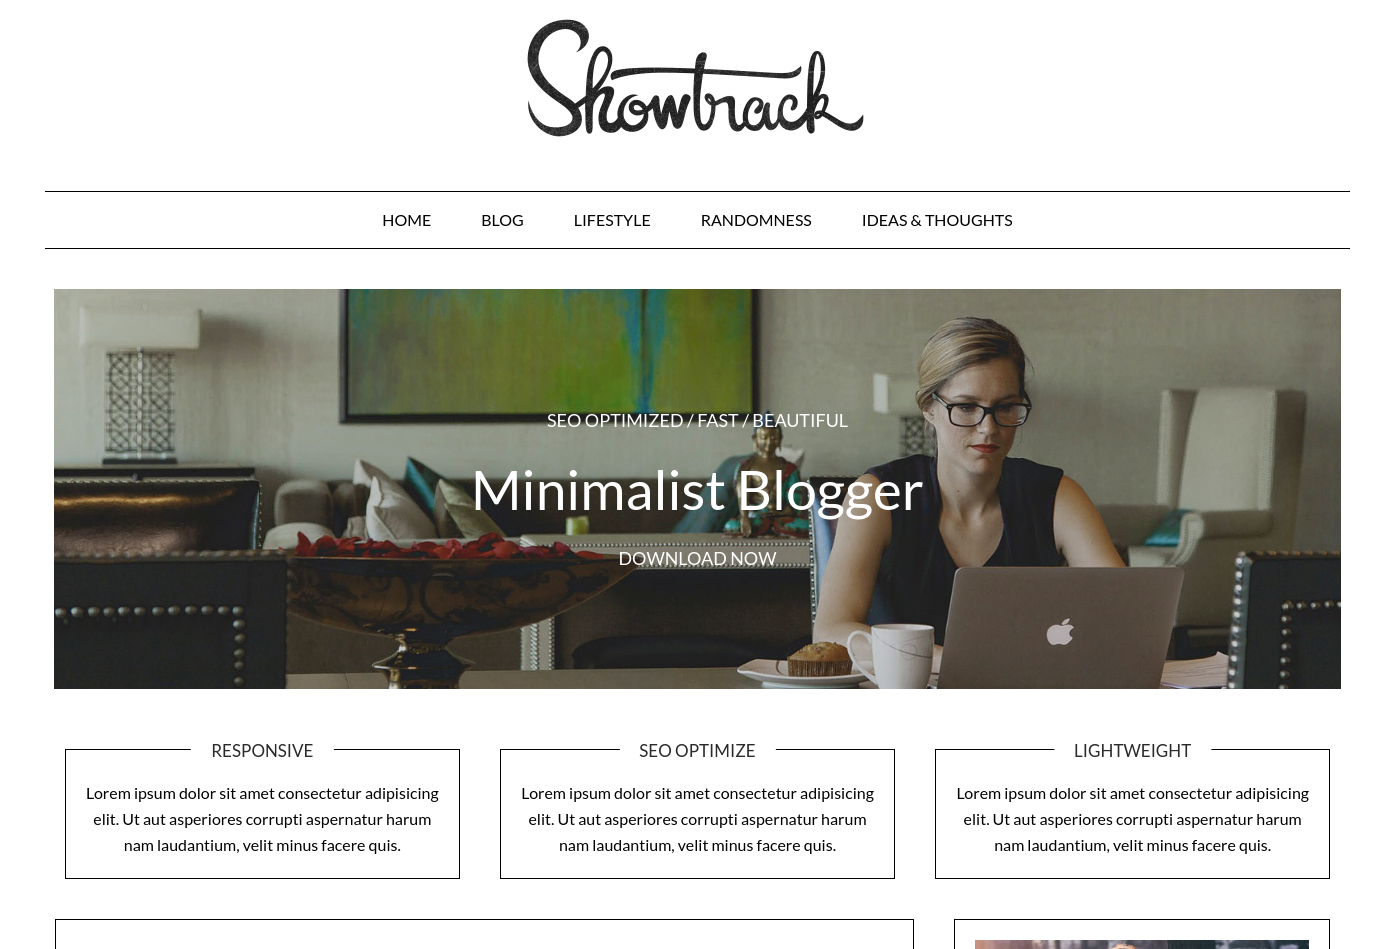 Showtrack
HOME BLOG LIFESTYLE RANDOMNESS IDEAS & THOUGHTS
SEO OPTIMIZED / FAST / BEAUTIFUL
Minimalist Blogger
DOWNLOAD NOW
RESPONSIVE
Lorem ipsum dolor sit amet consectetur adipisicing
elit. Ut aut asperiores corrupti aspernatur harum
nam laudantium, velit minus facere quis.
SEO OPTIMIZE
Lorem ipsum dolor sit amet consectetur adipisicing
elit. Ut aut asperiores corrupti aspernatur harum
nam laudantium, velit minus facere quis.
LIGHTWEIGHT
Lorem ipsum dolor sit amet consectetur adipisicing
elit. Ut aut asperiores corrupti aspernatur harum
nam laudantium, velit minus facere quis.